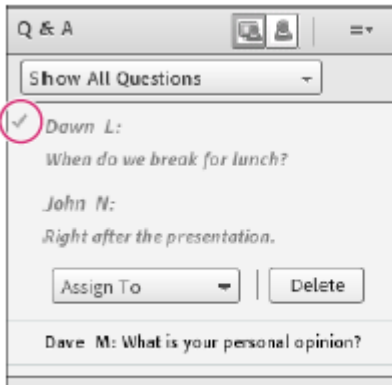 Q & A
Show All Questions
Dawn L:
When do we break for lunch?
John N:
Right after the presentation.
Assign To
Delete
Dave M: What is your personal opinion?